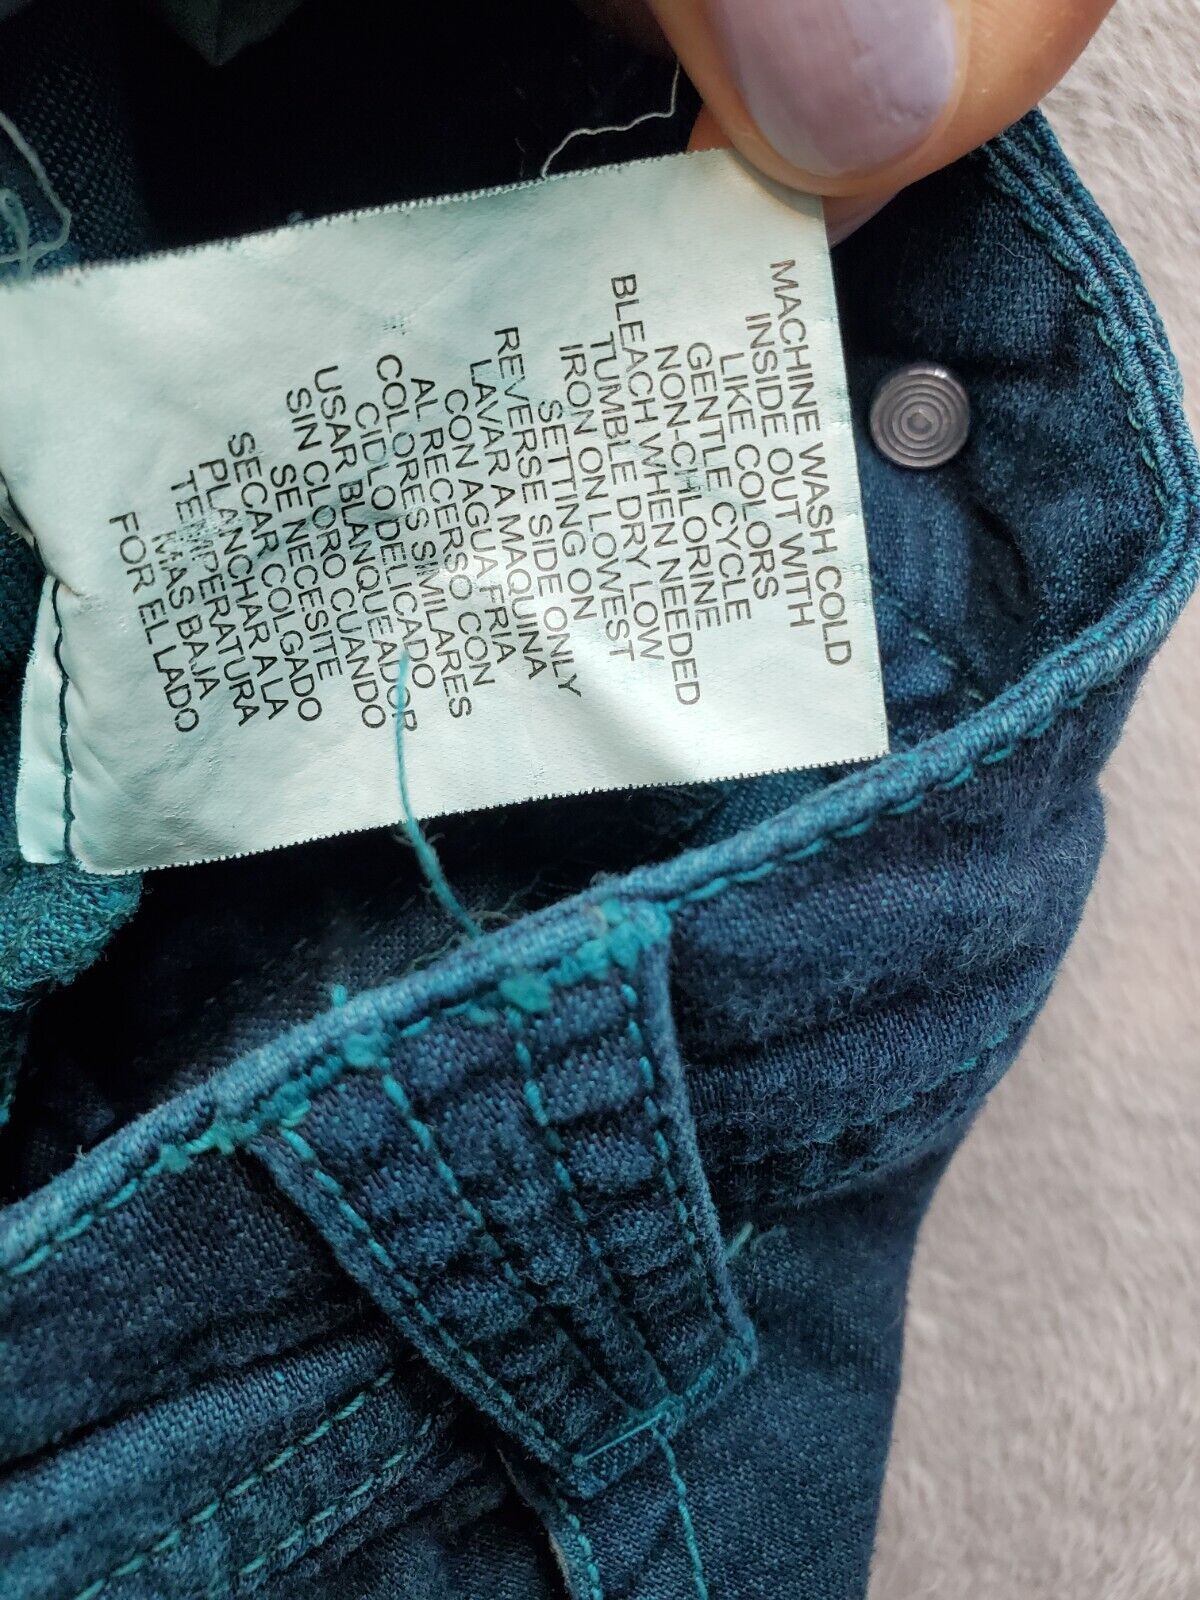 MACHINE WASH COLD
INSIDE OUT WITH
LIKE COLORS
GENTLE CYCLE
NON-CHLORINE
BLEACH WHEN NEEDED
TUMBLE DRY LOW
IRON ON LOWEST
SETTING ON
REVERSE SIDE ONLY
LAVAR A MAQUINA
CON AGUA FRIA
AL RECERSO CON
COLORES SIMILARES
CIDLO DELICADO
USAR BLANQUEADOR
SIN CLORO CUANDO
SE NECESITE
SECAR COLGADO
PLANCHAR A LA
TEMPERATURA
MAS BAJA
FOR EL LADO